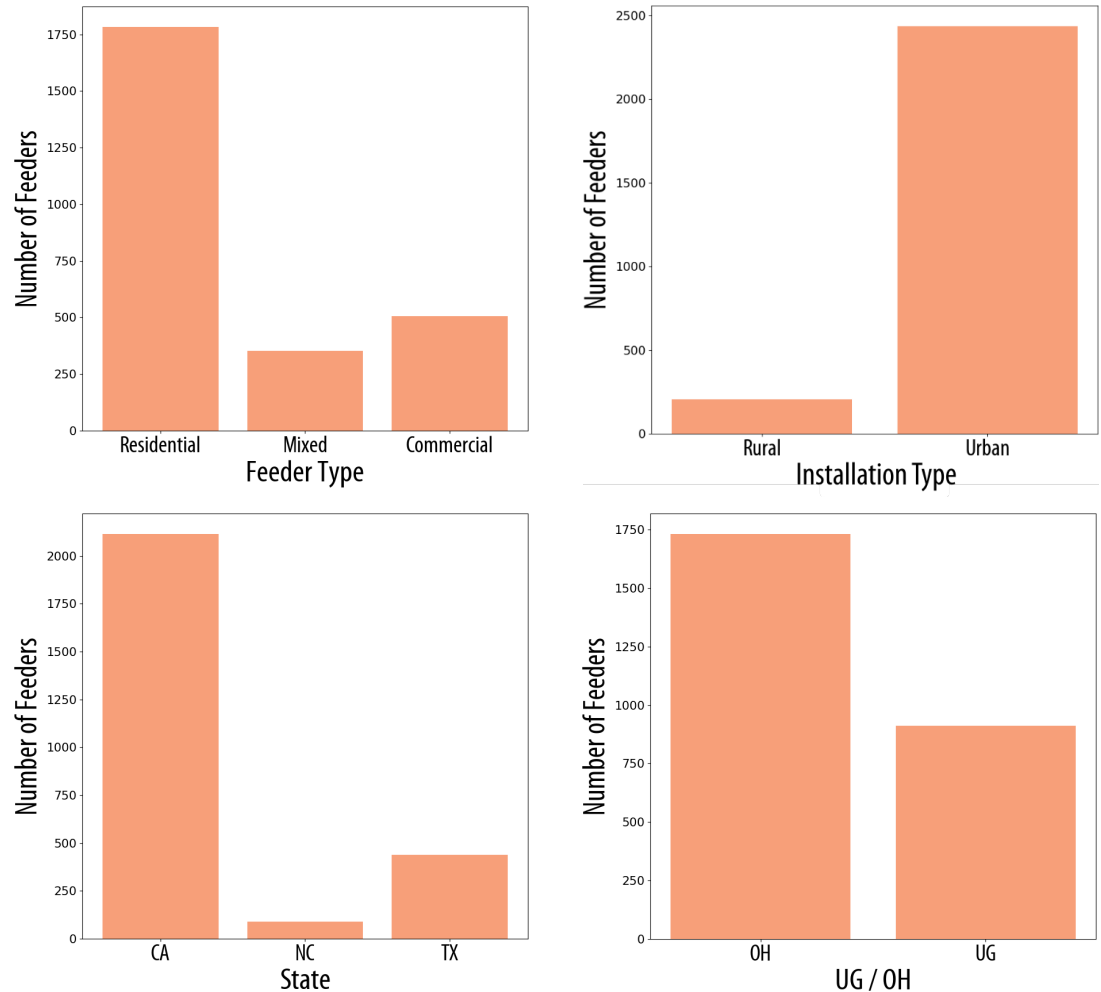 Number of Feeders
1750
1500
1250
1000
750
500
250
0
Residential Mixed Commercial
Feeder Type
Number of Feeders
2500
2000
1500
1000
500
0
Rural Urban
Installation Type
Number of Feeders
2000
1750
1500
1250
1000
750
500
250
0
CA NC TX
State
Number of Feeders
1750
1500
1250
1000
750
500
250
0
OH UG
UG / OH